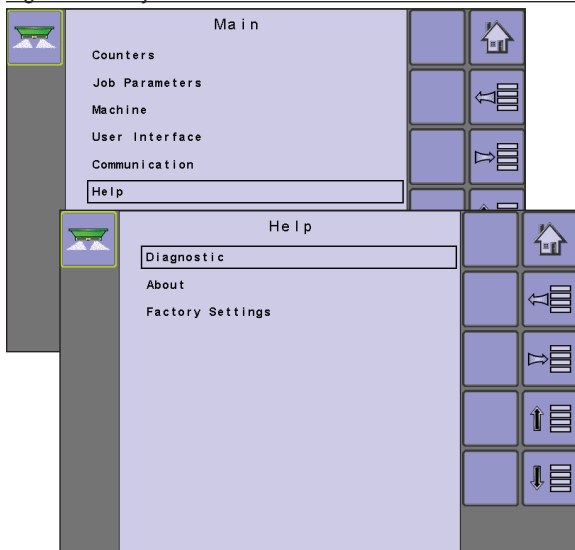 Main
Counters
Job Parameters
Machine
User Interface
Communication
Help
Help
Diagnostic
About
Factory Settings